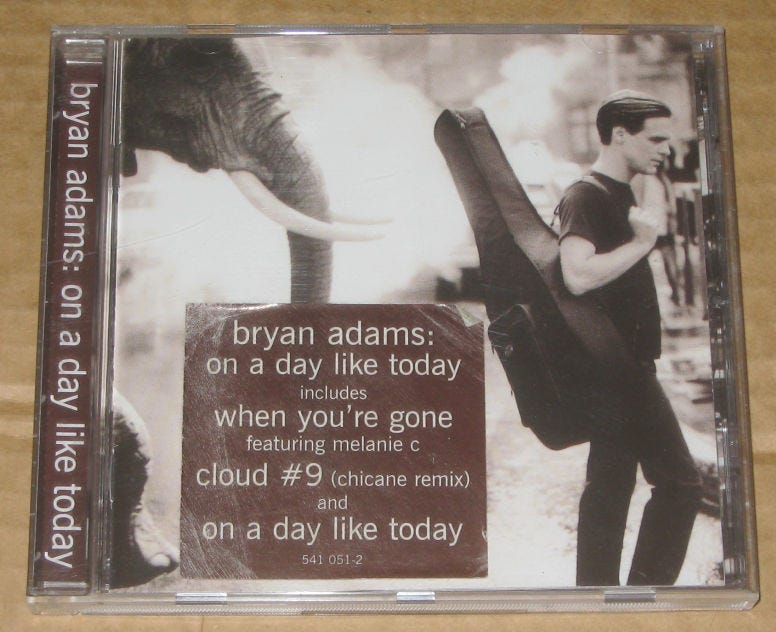 bryan adams: on a day like today
bryan adams:
on a day like today
includes
when you're gone
featuring melanie c
cloud #9 (chicane remix)
and
on a day like today
541 051-2